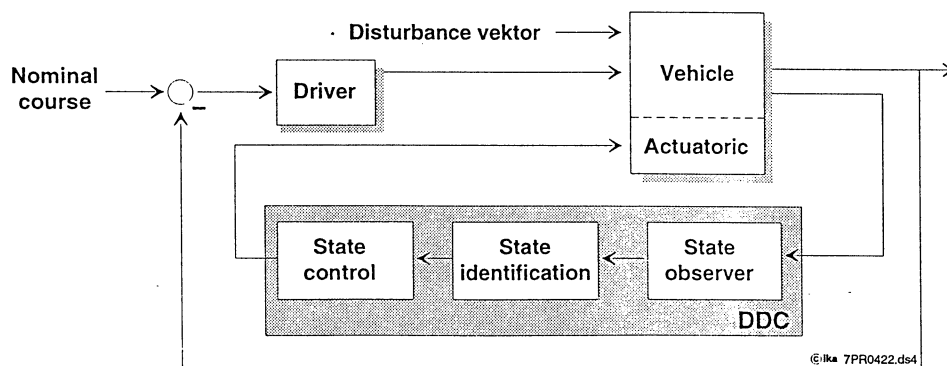 Disturbance vektor
Nominal
course
Driver
Vehicle
Actuatoric
State
control
State
identification
State
observer
DDC
© ika 7PR0422.ds4